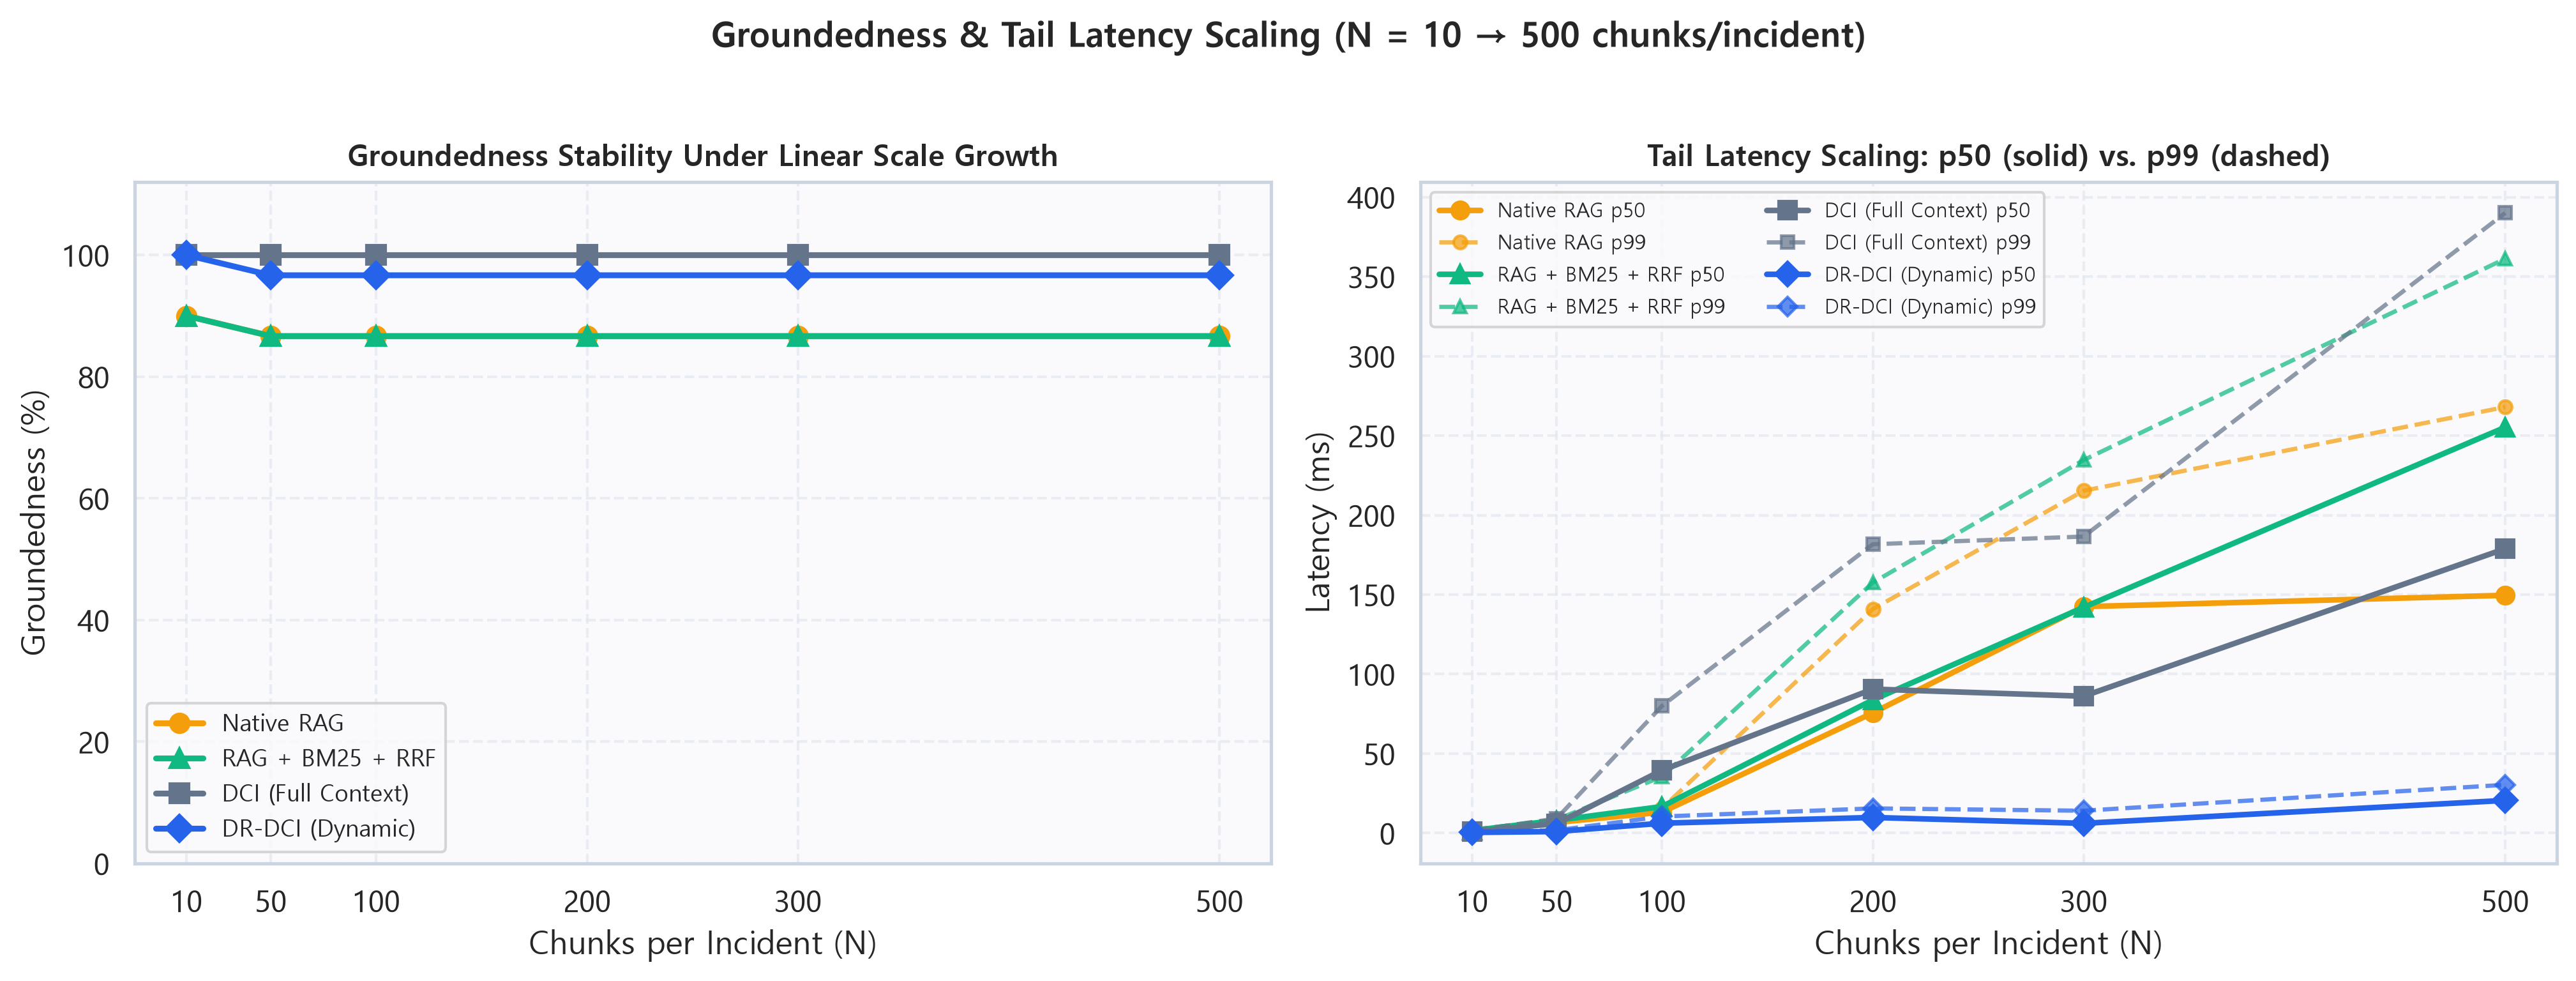 Groundedness & Tail Latency Scaling (N = 10 → 500 chunks/incident)
Groundedness Stability Under Linear Scale Growth
Groundedness (%)
100
80
60
40
20
0
Native RAG
RAG + BM25 + RRF
DCI (Full Context)
DR-DCI (Dynamic)
10 50 100 200 300 500
Chunks per Incident (N)
Tail Latency Scaling: p50 (solid) vs. p99 (dashed)
Latency (ms)
400
350
300
250
200
150
100
50
0
Native RAG p50
Native RAG p99
RAG + BM25 + RRF p50
RAG + BM25 + RRF p99
DCI (Full Context) p50
DCI (Full Context) p99
DR-DCI (Dynamic) p50
DR-DCI (Dynamic) p99
10 50 100 200 300 500
Chunks per Incident (N)